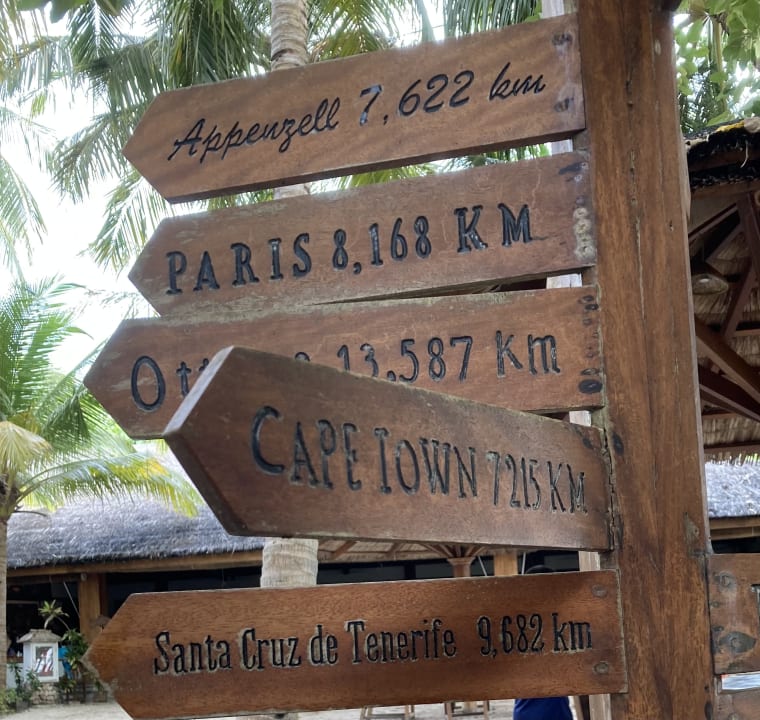 Appenzell 7,622 km
PARIS 8,168 KM
13,587 Km
CAPE TOWN 7215 KM
Santa Cruz de Tenerife 9,682 km